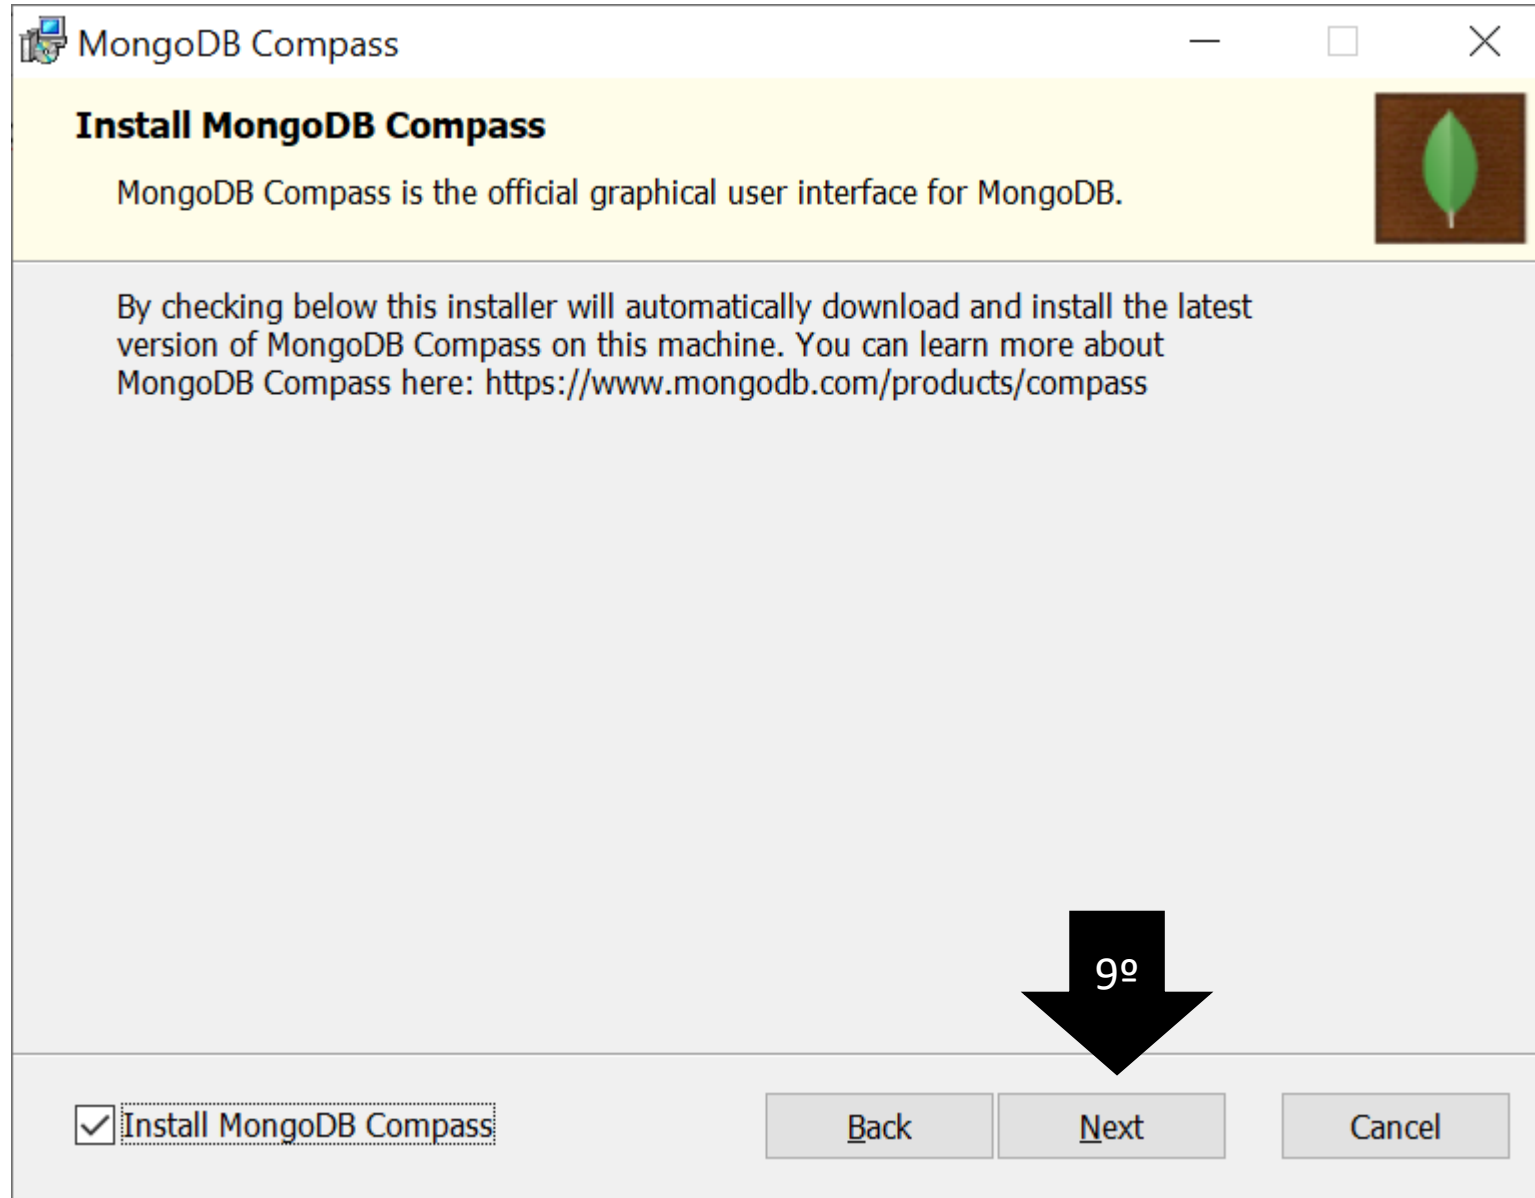 MongoDB Compass
Install MongoDB Compass
MongoDB Compass is the official graphical user interface for MongoDB.
By checking below this installer will automatically download and install the latest
version of MongoDB Compass on this machine. You can learn more about
MongoDB Compass here: https://www.mongodb.com/products/compass
9º
Install MongoDB Compass
Back
Next
Cancel